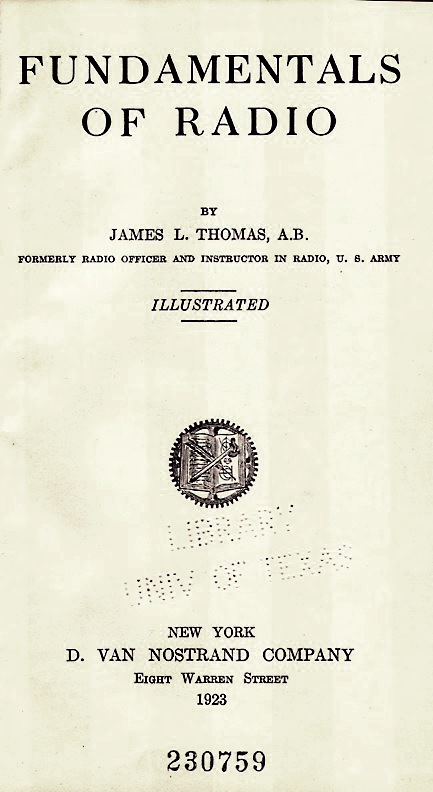 FUNDAMENTALS
OF RADIO
BY
JAMES L. THOMAS, A.B.
FORMERLY RADIO OFFICER AND INSTRUCTOR IN RADIO, U. S. ARMY
ILLUSTRATED
LIBRARY
UNIV OF TEXAS
NEW YORK
D. VAN NOSTRAND COMPANY
EIGHT WARREN STREET
1923
230759